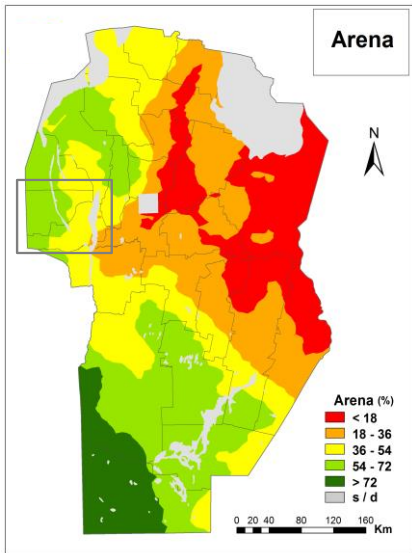 Arena
N
Arena (%)
< 18
18 - 36
36 - 54
54 - 72
> 72
s / d
0 20 40 80 120 160
Km